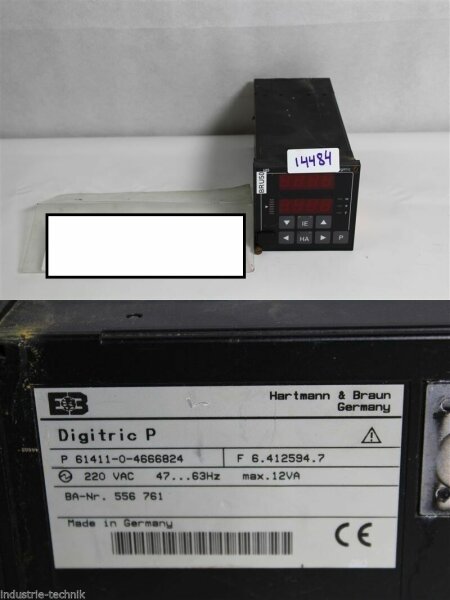 14484
BRUSO
IE
HA
P
Hartmann & Braun
Germany
Digitric P
P 61411-0-4666824 F 6.412594.7
220 VAC 47...63Hz max.12VA
BA-Nr. 556 761
Made in Germany
CE
industrie-technik